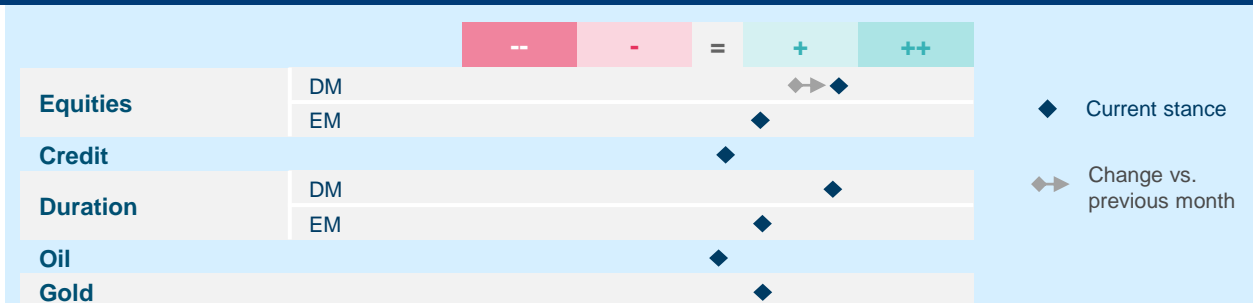 -- - = + ++
Equities
DM
EM
Credit
Duration
DM
EM
Oil
Gold
Current stance
Change vs.
previous month